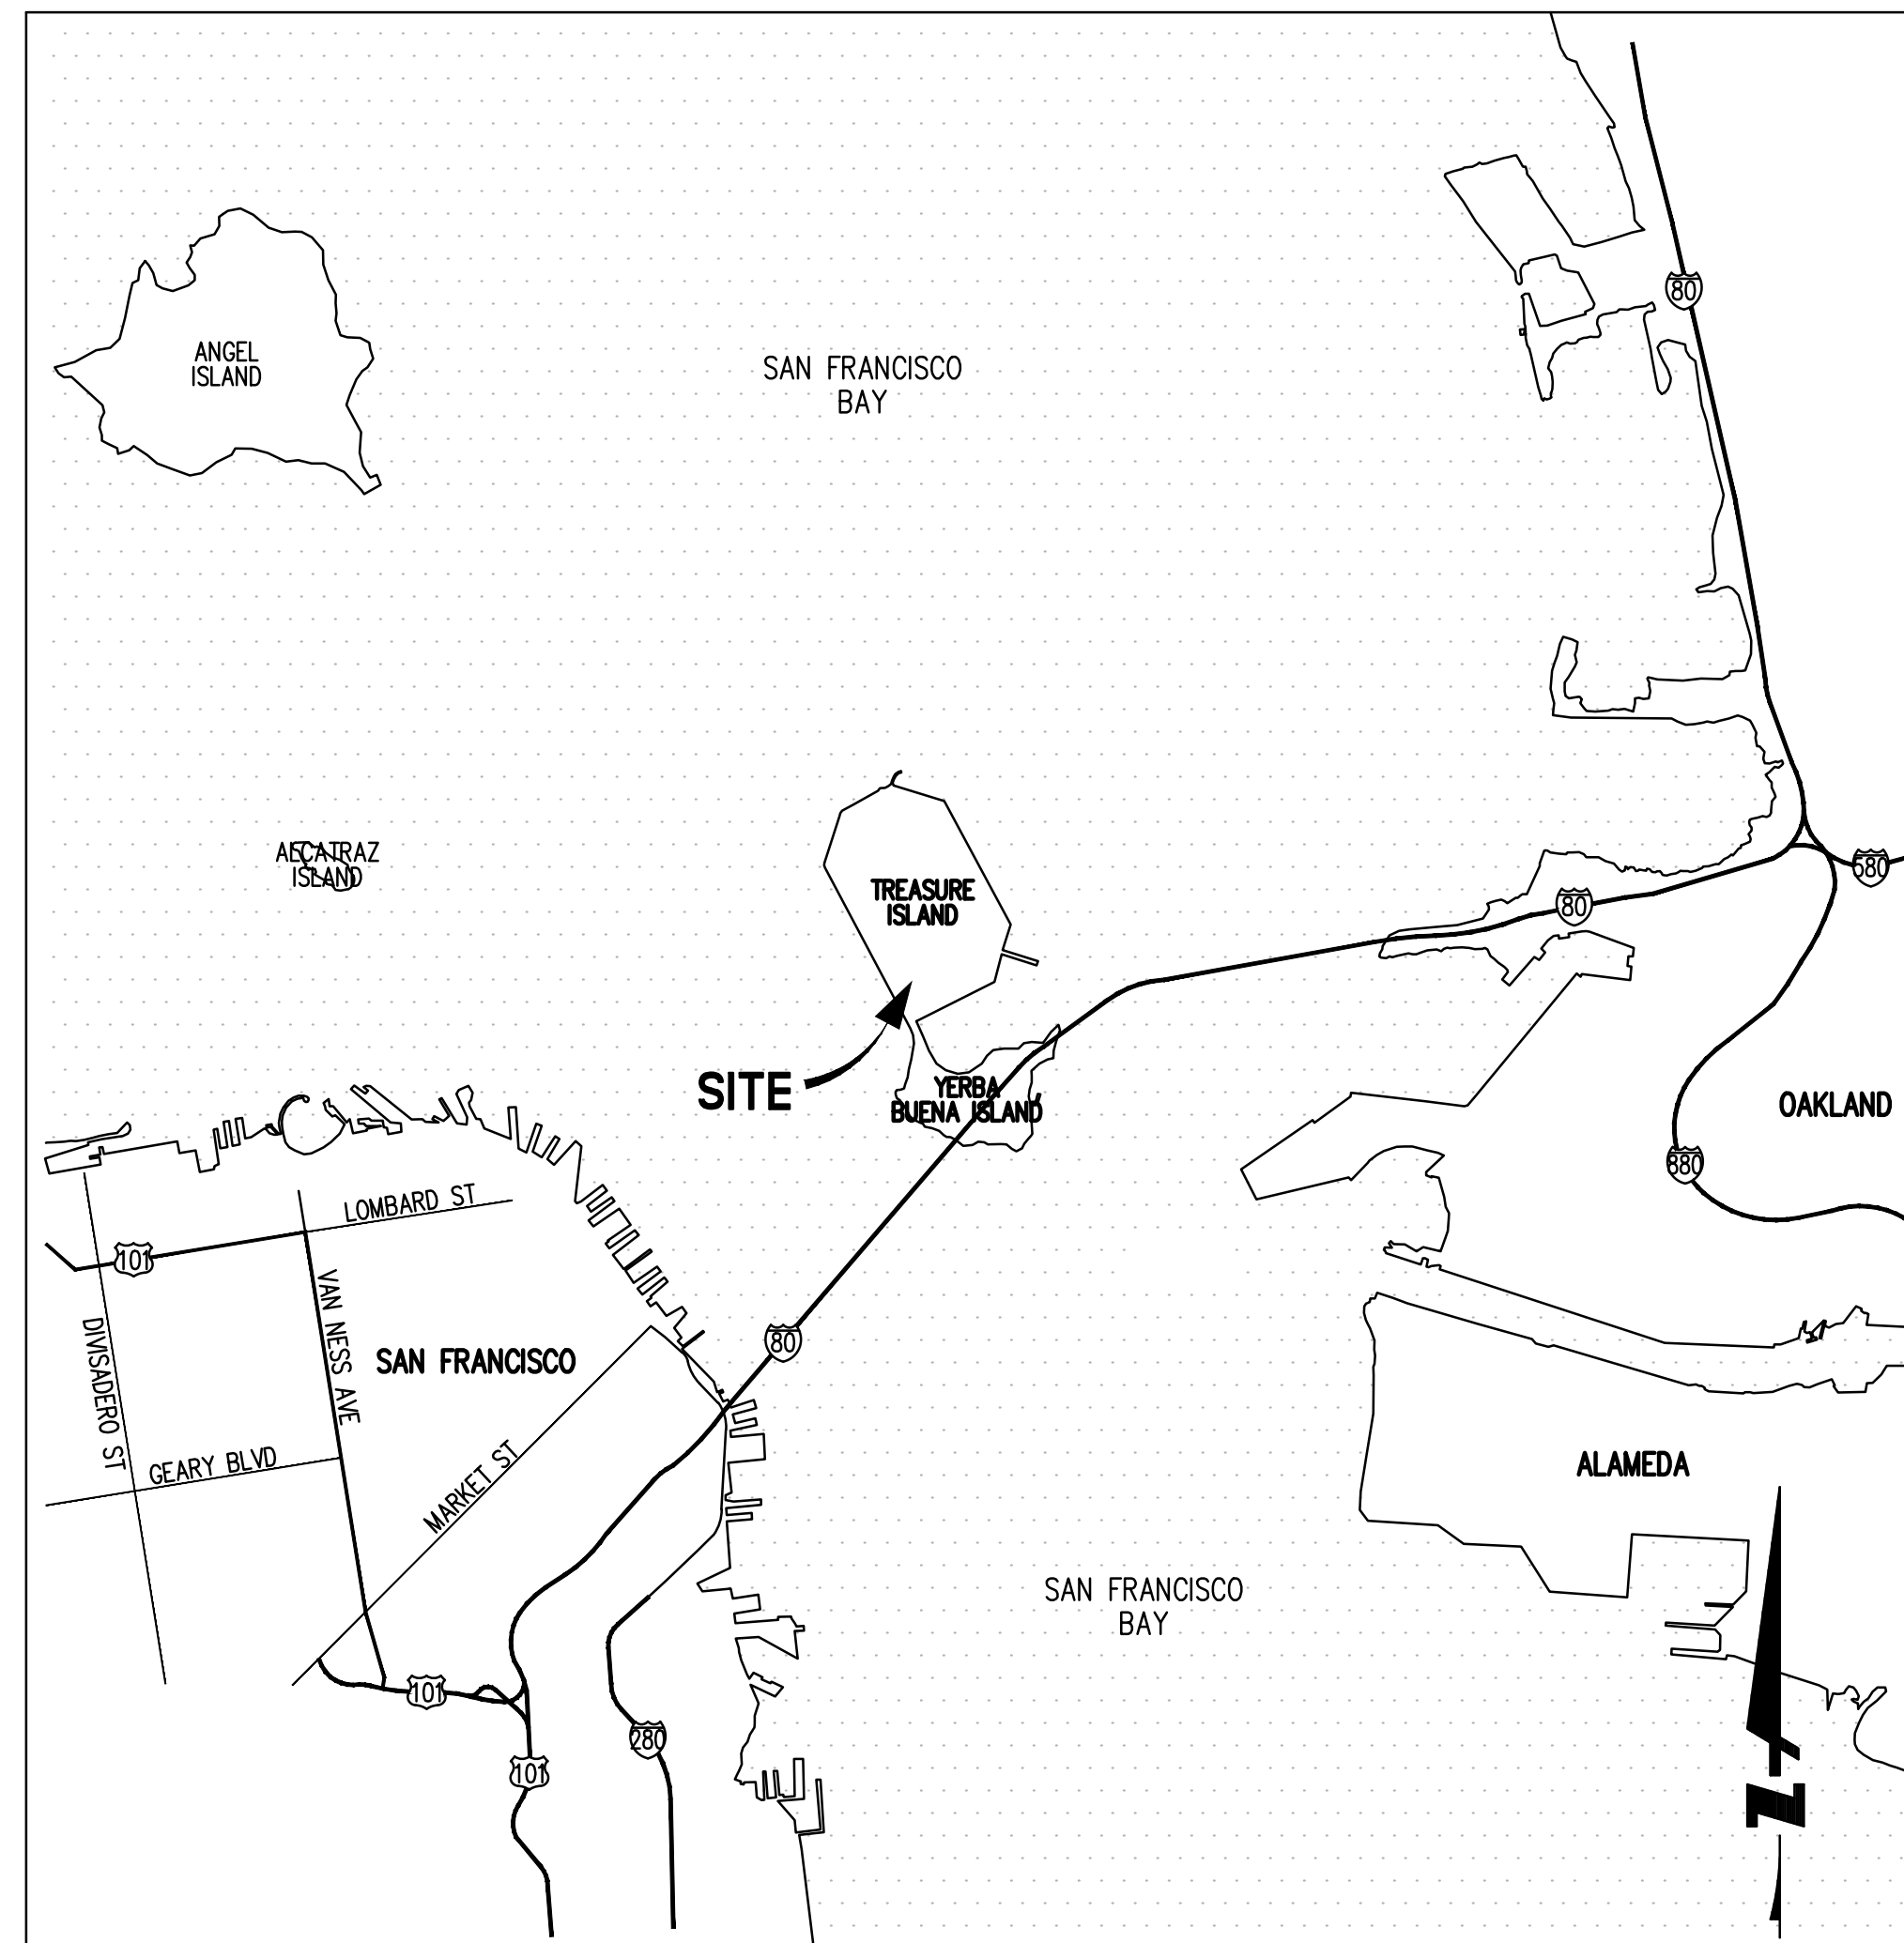 80
ANGEL
ISLAND
SAN FRANCISCO
BAY
ALCATRAZ
ISLAND
TREASURE
ISLAND
580
80
SITE
YERBA
BUENA ISLAND
OAKLAND
880
LOMBARD ST
101
VAN NESS AVE
DIVISADERO ST
80
SAN FRANCISCO
GEARY BLVD
MARKET ST
ALAMEDA
SAN FRANCISCO
BAY
101
280
101
Z